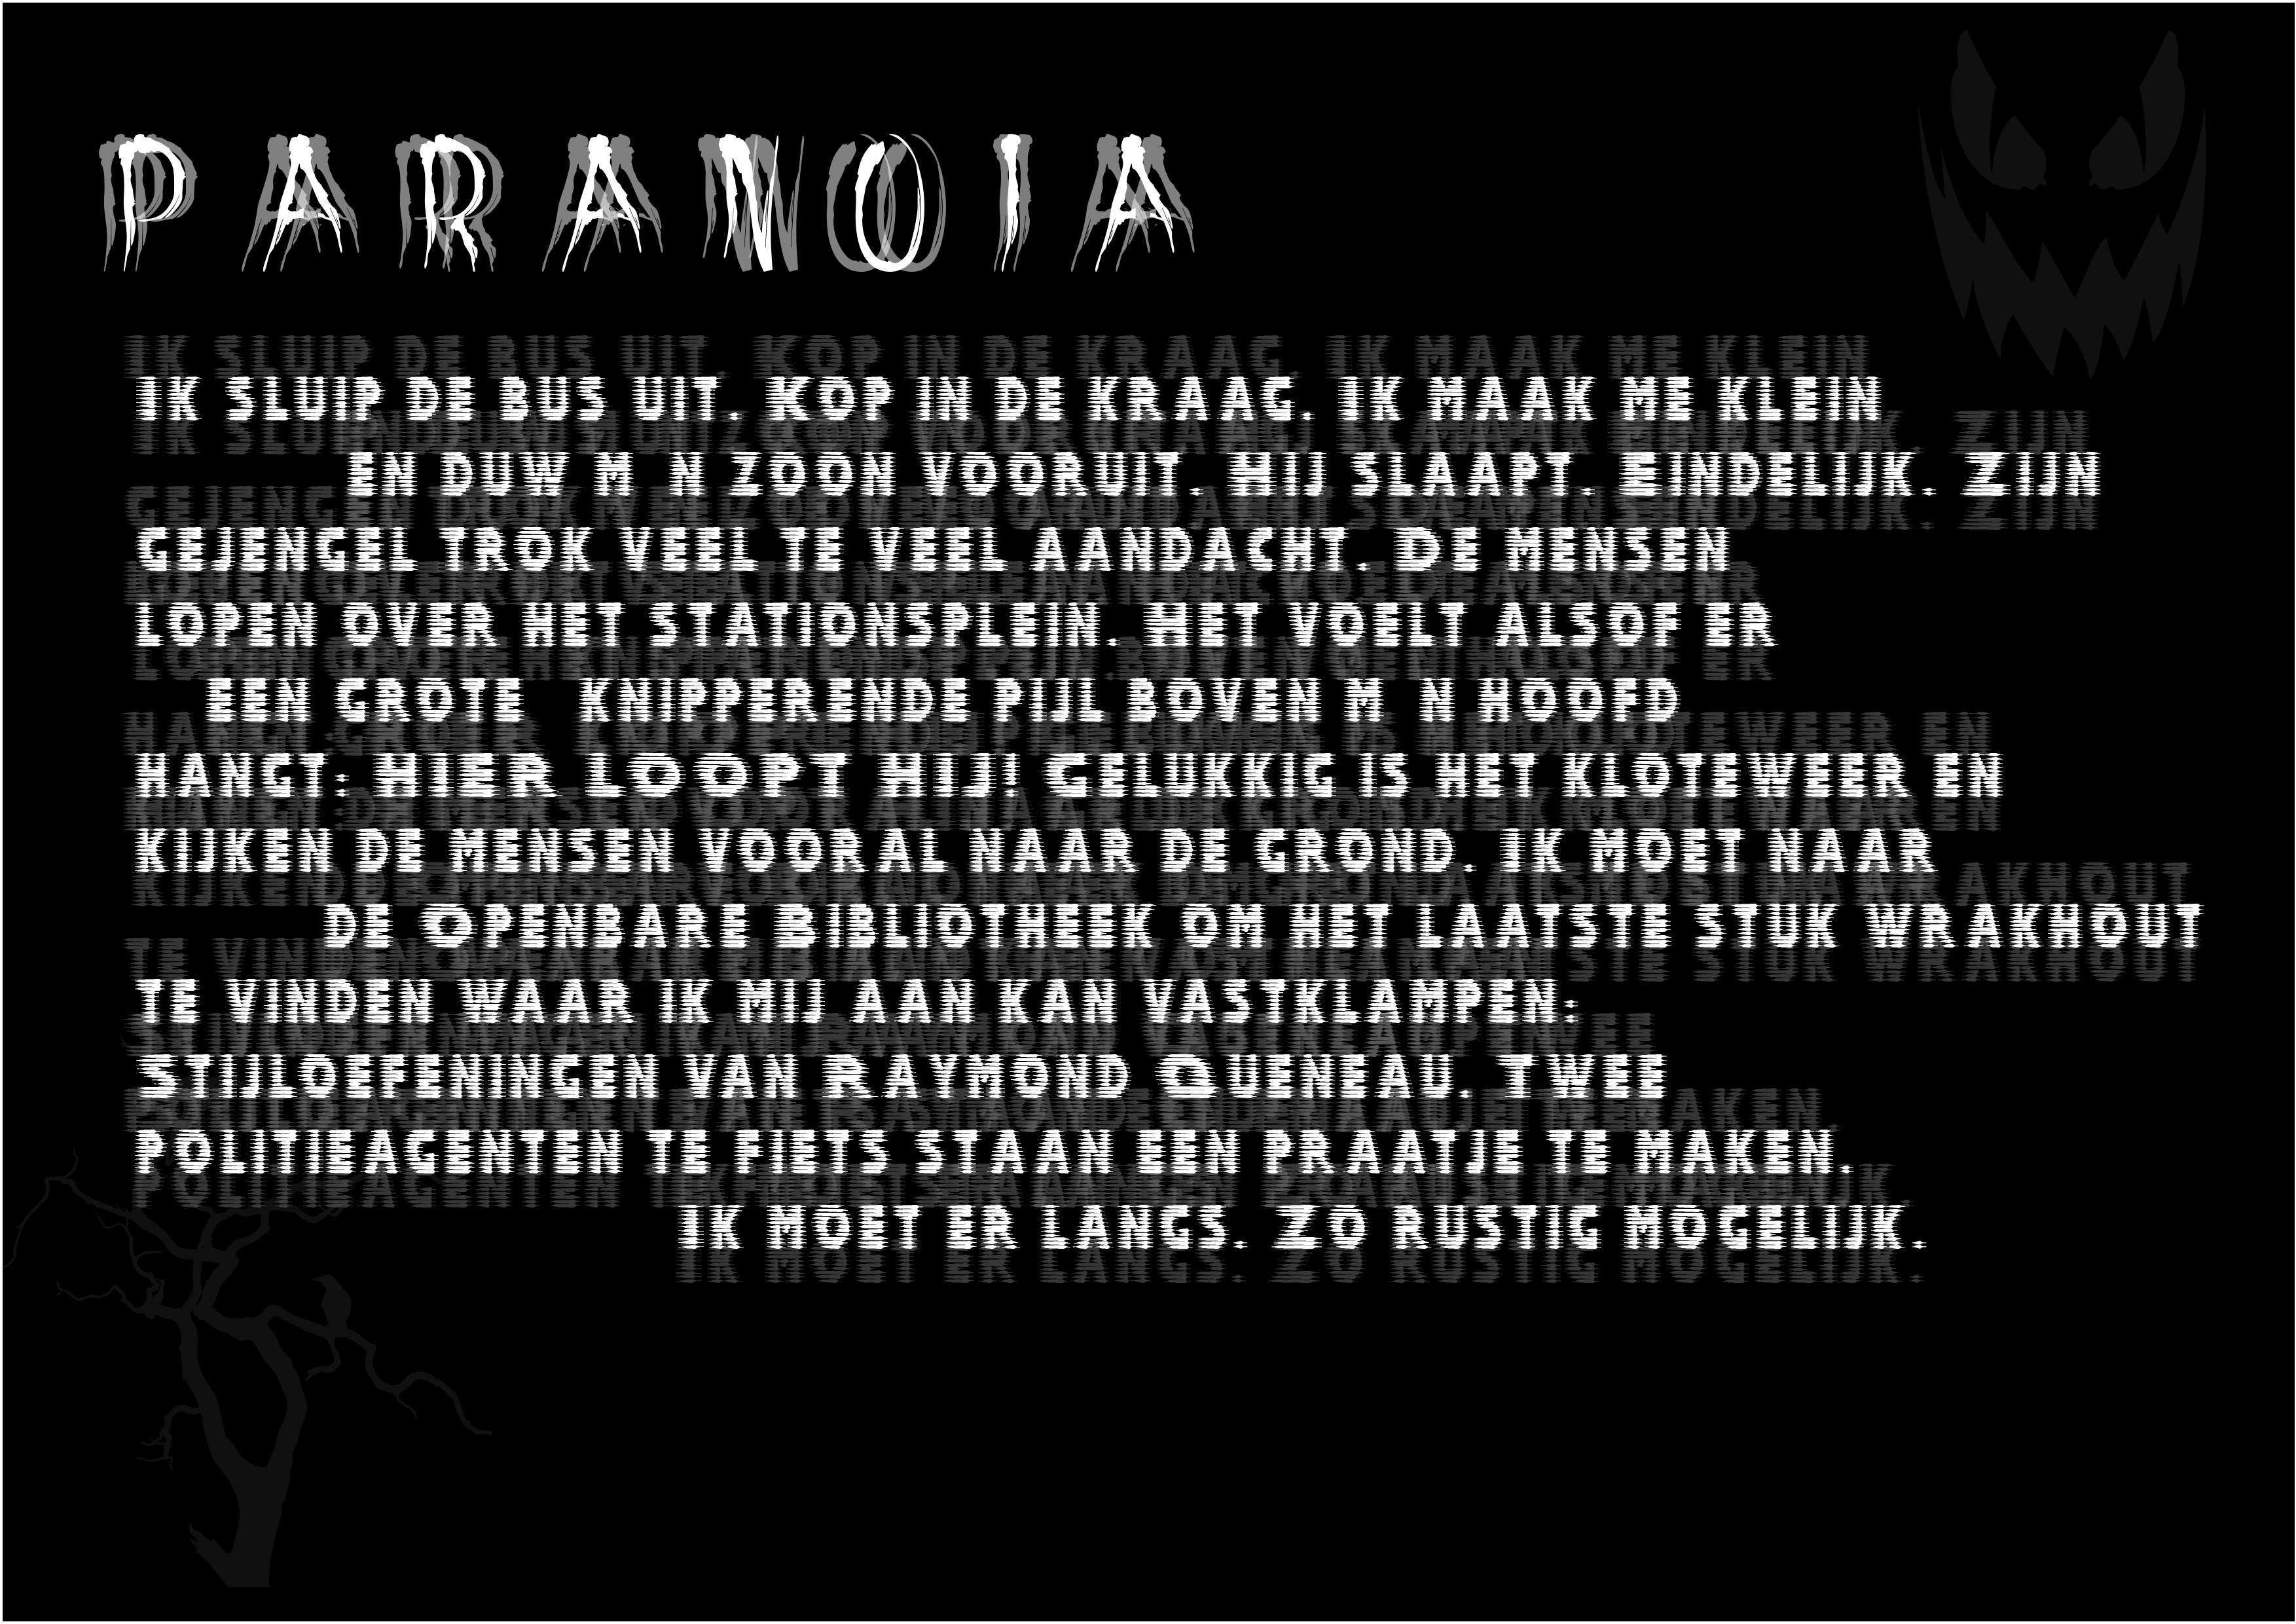 PARANOIA
Ik sluip de bus uit. Kop in de kraag. Ik maak me klein
en duw m n zoon vooruit. Hij slaapt. Eindelijk. Zijn
gejengel trok veel te veel aandacht. De mensen
lopen over het stationsplein. Het voelt alsof er
een grote knipperende pijl boven m n hoofd
hangt: HIER LOOPT HIJ! Gelukkig is het kloteweer en
kijken de mensen vooral naar de grond. Ik moet naar
de Openbare Bibliotheek om het laatste stuk wrakhout
te vinden waar ik mij aan kan vastklampen:
Stijloefeningen van Raymond Queneau. Twee
politieagenten te fiets staan een praatje te maken.
Ik moet er langs. Zo rustig mogelijk.